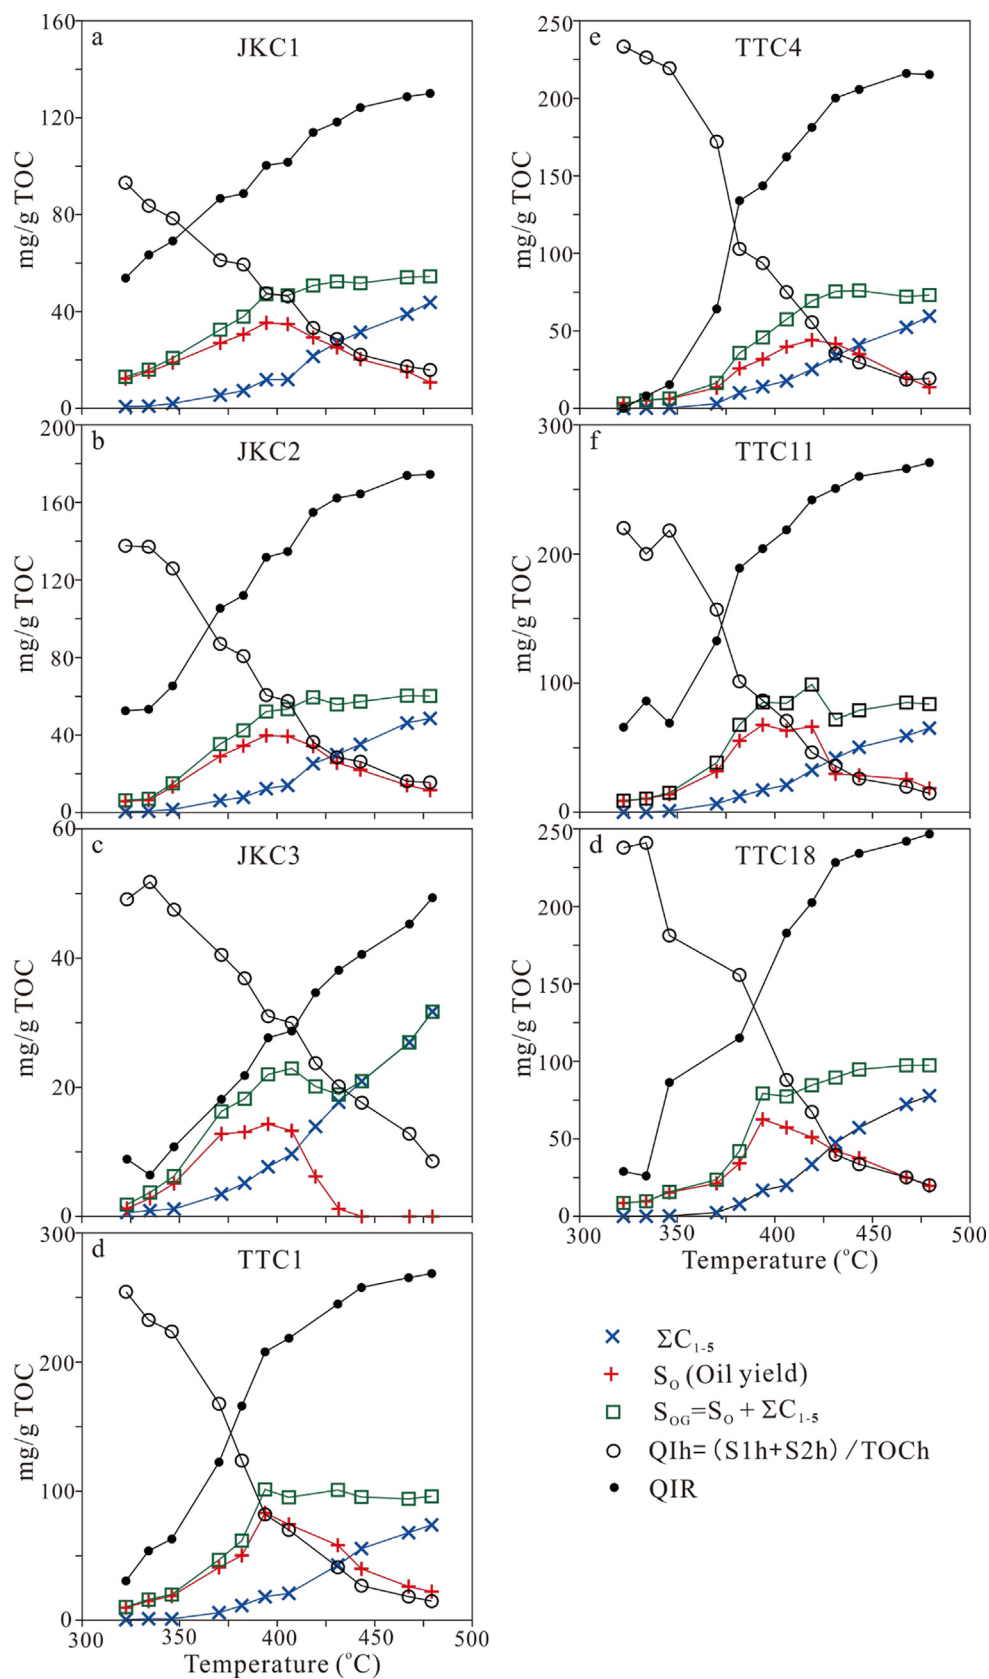 160
a
JKC1
120
80
40
0
mg/g TOC
200
b
JKC2
160
120
80
40
0
mg/g TOC
60
c
JKC3
40
20
0
mg/g TOC
300
d
TTC1
200
100
0
mg/g TOC
300
350
400
450
500
Temperature (°C)
250
e
TTC4
200
150
100
50
0
mg/g TOC
300
f
TTC11
200
100
0
mg/g TOC
250
d
TTC18
200
150
100
50
0
mg/g TOC
300
350
400
450
500
Temperature (°C)
ΣC₁₋₅
S₀ (Oil yield)
S_OG=S_O + ΣC₁₋₅
QIh=(S1h+S2h)/TOCh
QIR